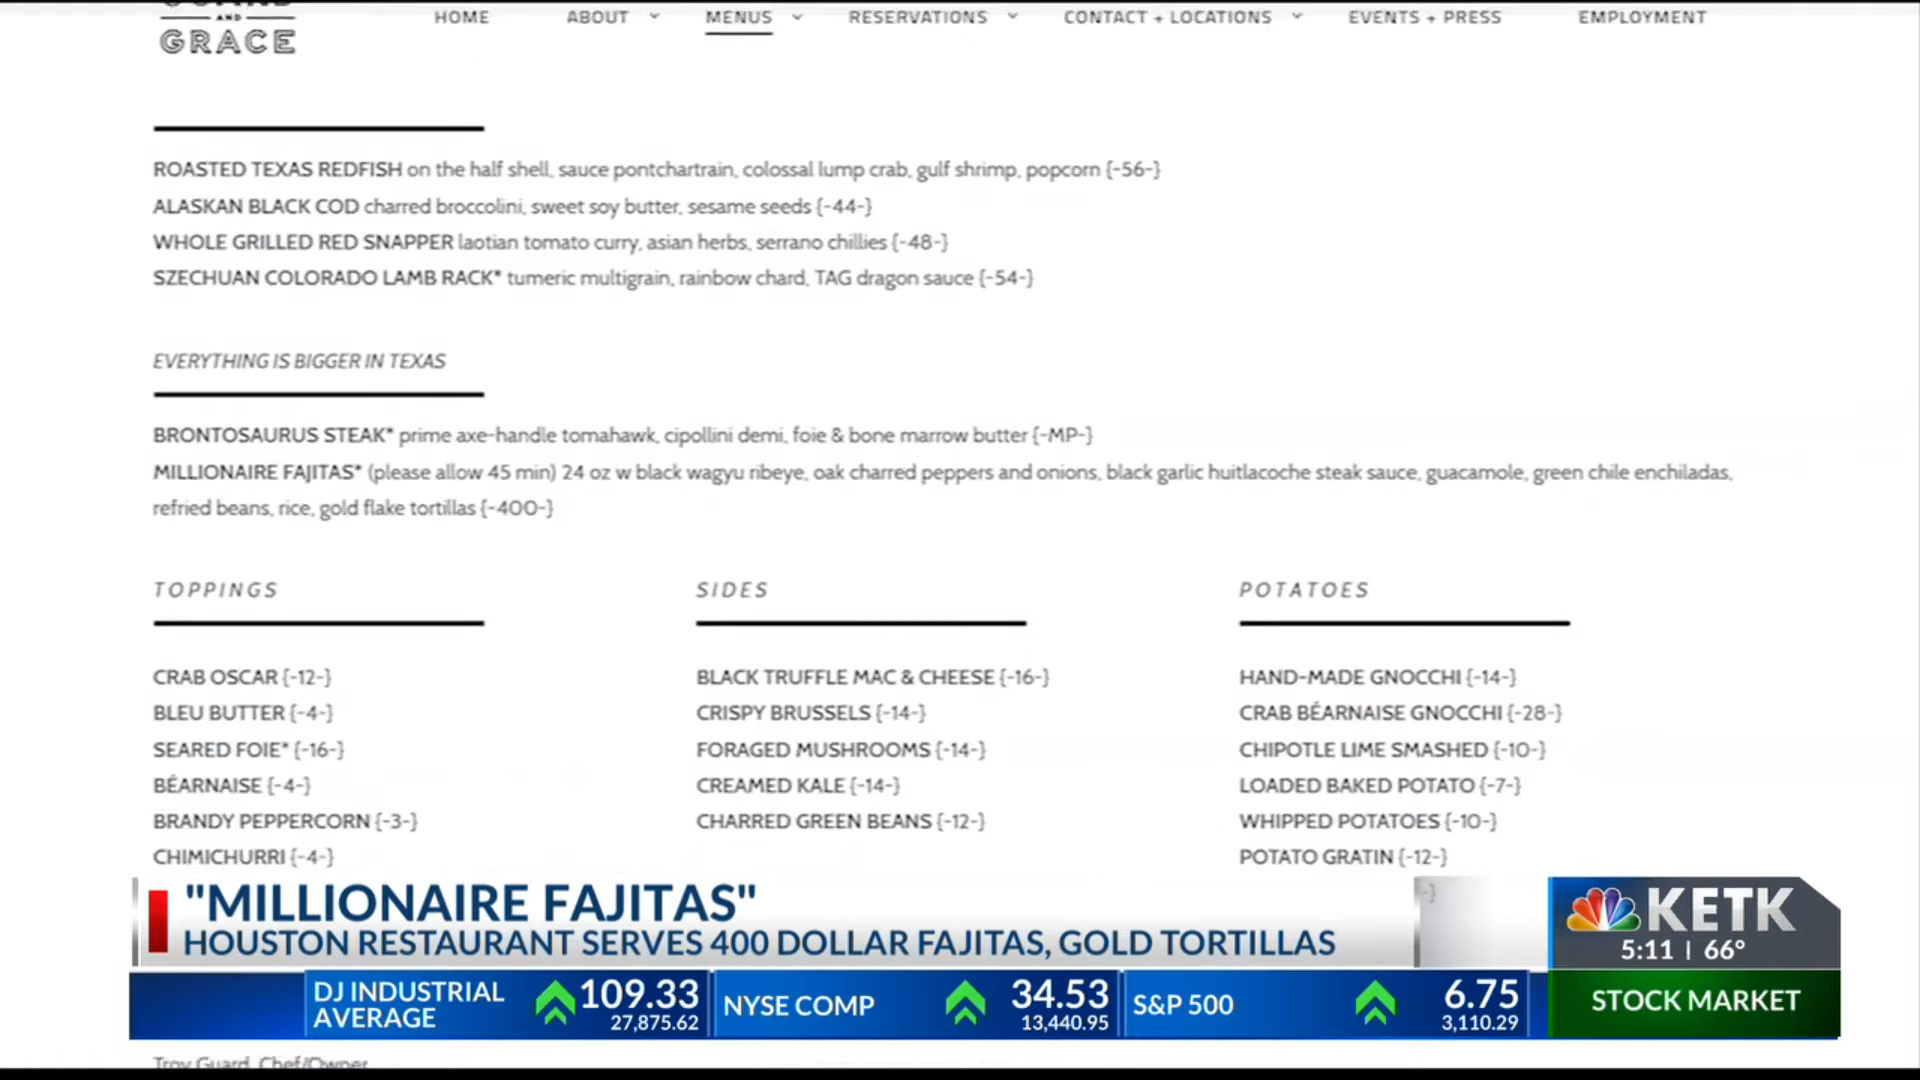 AND
GRACE
HOME ABOUT MENUS RESERVATIONS CONTACT + LOCATIONS EVENTS + PRESS EMPLOYMENT
ROASTED TEXAS REDFISH on the half shell, sauce pontchartrain, colossal lump crab, gulf shrimp, popcorn {-56-}
ALASKAN BLACK COD charred broccolini, sweet soy butter, sesame seeds {-44-}
WHOLE GRILLED RED SNAPPER laotian tomato curry, asian herbs, serrano chillies {-48-}
SZECHUAN COLORADO LAMB RACK* tumeric multigrain, rainbow chard, TAG dragon sauce {-54-}
EVERYTHING IS BIGGER IN TEXAS
BRONTOSAURUS STEAK* prime axe-handle tomahawk, cipollini demi, foie & bone marrow butter {-MP-}
MILLIONAIRE FAJITAS* (please allow 45 min) 24 oz w black wagyu ribeye, oak charred peppers and onions, black garlic huitlacoche steak sauce, guacamole, green chile enchiladas,
refried beans, rice, gold flake tortillas {-400-}
TOPPINGS
CRAB OSCAR {-12-}
BLEU BUTTER {-4-}
SEARED FOIE* {-16-}
BÉARNAISE {-4-}
BRANDY PEPPERCORN {-3-}
CHIMICHURRI {-4-}
SIDES
BLACK TRUFFLE MAC & CHEESE {-16-}
CRISPY BRUSSELS {-14-}
FORAGED MUSHROOMS {-14-}
CREAMED KALE {-14-}
CHARRED GREEN BEANS {-12-}
POTATOES
HAND-MADE GNOCCHI {-14-}
CRAB BÉARNAISE GNOCCHI {-28-}
CHIPOTLE LIME SMASHED {-10-}
LOADED BAKED POTATO {-7-}
WHIPPED POTATOES {-10-}
POTATO GRATIN {-12-}
"MILLIONAIRE FAJITAS"
HOUSTON RESTAURANT SERVES 400 DOLLAR FAJITAS, GOLD TORTILLAS
KETK
5:11 | 66°
DJ INDUSTRIAL
AVERAGE
109.33
27,875.62
NYSE COMP
34.53
13,440.95
S&P 500
6.75
3,110.29
STOCK MARKET
Troy Guard, Chef/Owner